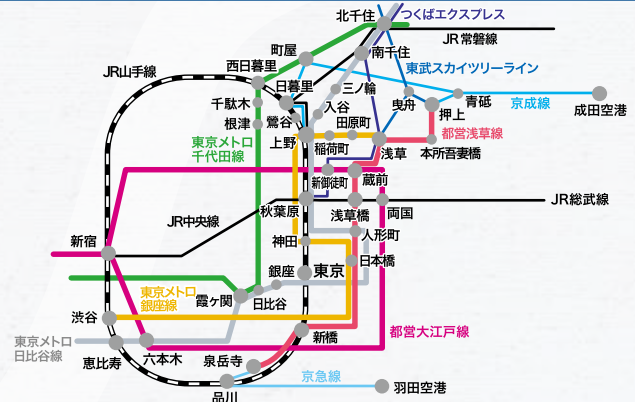 北千住
つくばエクスプレス
JR常磐線
町屋
南千住
西日暮里
東武スカイツリーライン
JR山手線
日暮里
三ノ輪
千駄木
入谷
曳舟
青砥
京成線
成田空港
根津
鶯谷
田原町
押上
都営浅草線
東京メトロ
千代田線
上野
稲荷町
浅草
本所吾妻橋
新御徒町
蔵前
秋葉原
浅草橋
両国
JR総武線
JR中央線
新宿
神田
人形町
日本橋
銀座
東京
東京メトロ
銀座線
霞ヶ関
日比谷
渋谷
新橋
都営大江戸線
東京メトロ
日比谷線
恵比寿
六本木
泉岳寺
京急線
羽田空港
品川